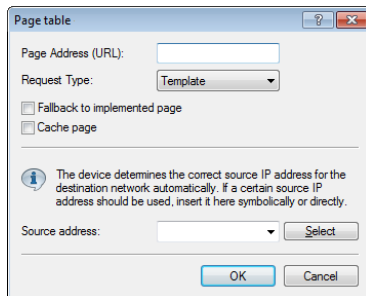 Page table
Page Address (URL):
Request Type: Template
Fallback to implemented page
Cache page
The device determines the correct source IP address for the
destination network automatically. If a certain source IP
address should be used, insert it here symbolically or directly.
Source address: Select
OK Cancel